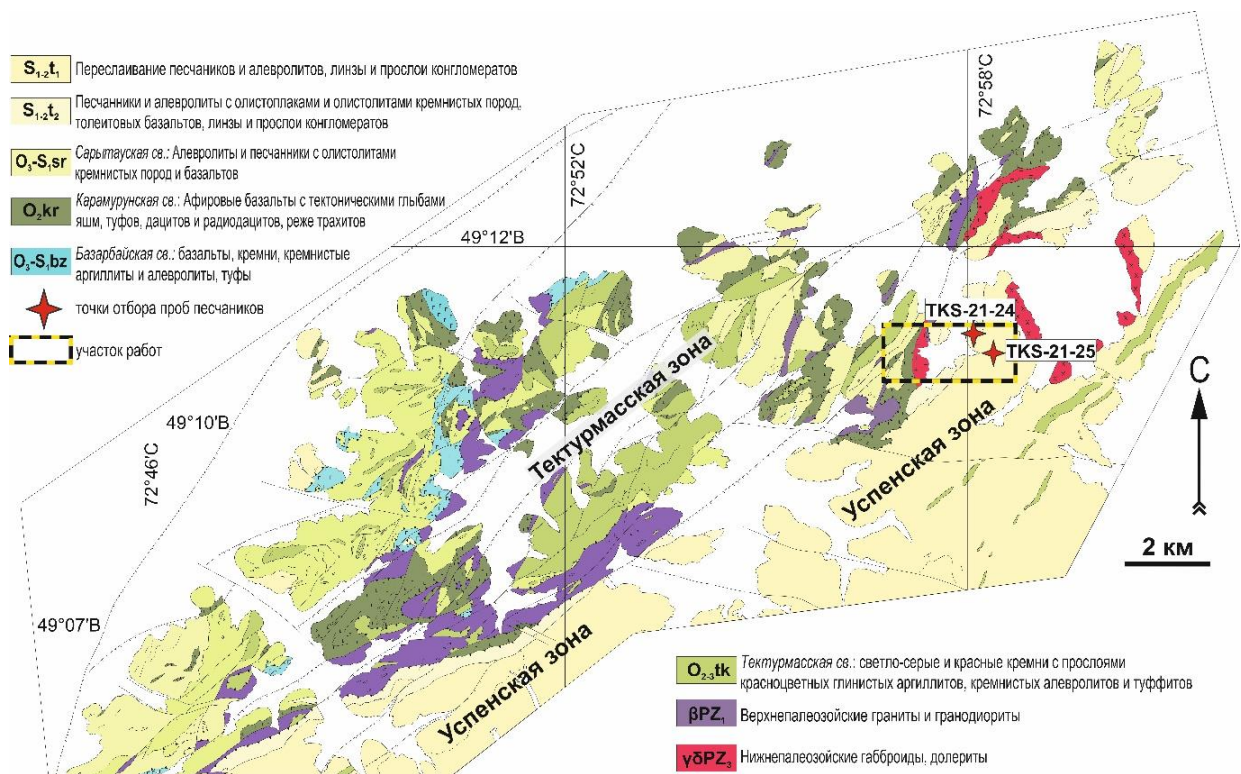 S₁₋₂t₁ Переслаивание песчаников и алевролитов, линзы и прослои конгломератов
S₁₋₂t₂ Песчанники и алевролиты с олистоплаками и олистолитами кремнистых пород,
толеитовых базальтов, линзы и прослои конгломератов
O₃-S₁sr Сарытауская св.: Алевролиты и песчаники с олистолитами
кремнистых пород и базальтов
O₂kr Карамурунская св.: Афировые базальты с тектоническими глыбами
яшм, туфов, дацитов и радиодацитов, реже трахитов
O₃-S₁bz Базарбайская св.: базальты, кремни, кремнистые
аргиллиты и алевролиты, туфы
точки отбора проб песчаников
участок работ
72°58'С
72°52'С
49°12'В
TKS-21-24
TKS-21-25
Тектурмасская зона
С
49°10'В
72°46'С
Успенская зона
2 км
49°07'В
Успенская зона
O₂₋₃tk Тектурмасская св.: светло-серые и красные кремни с прослоями
красноцветных глинистых аргиллитов, кремнистых алевролитов и туффитов
βPZ₁ Верхнепалеозойские граниты и гранодиориты
γδPZ₃ Нижнепалеозойские габброиды, долериты